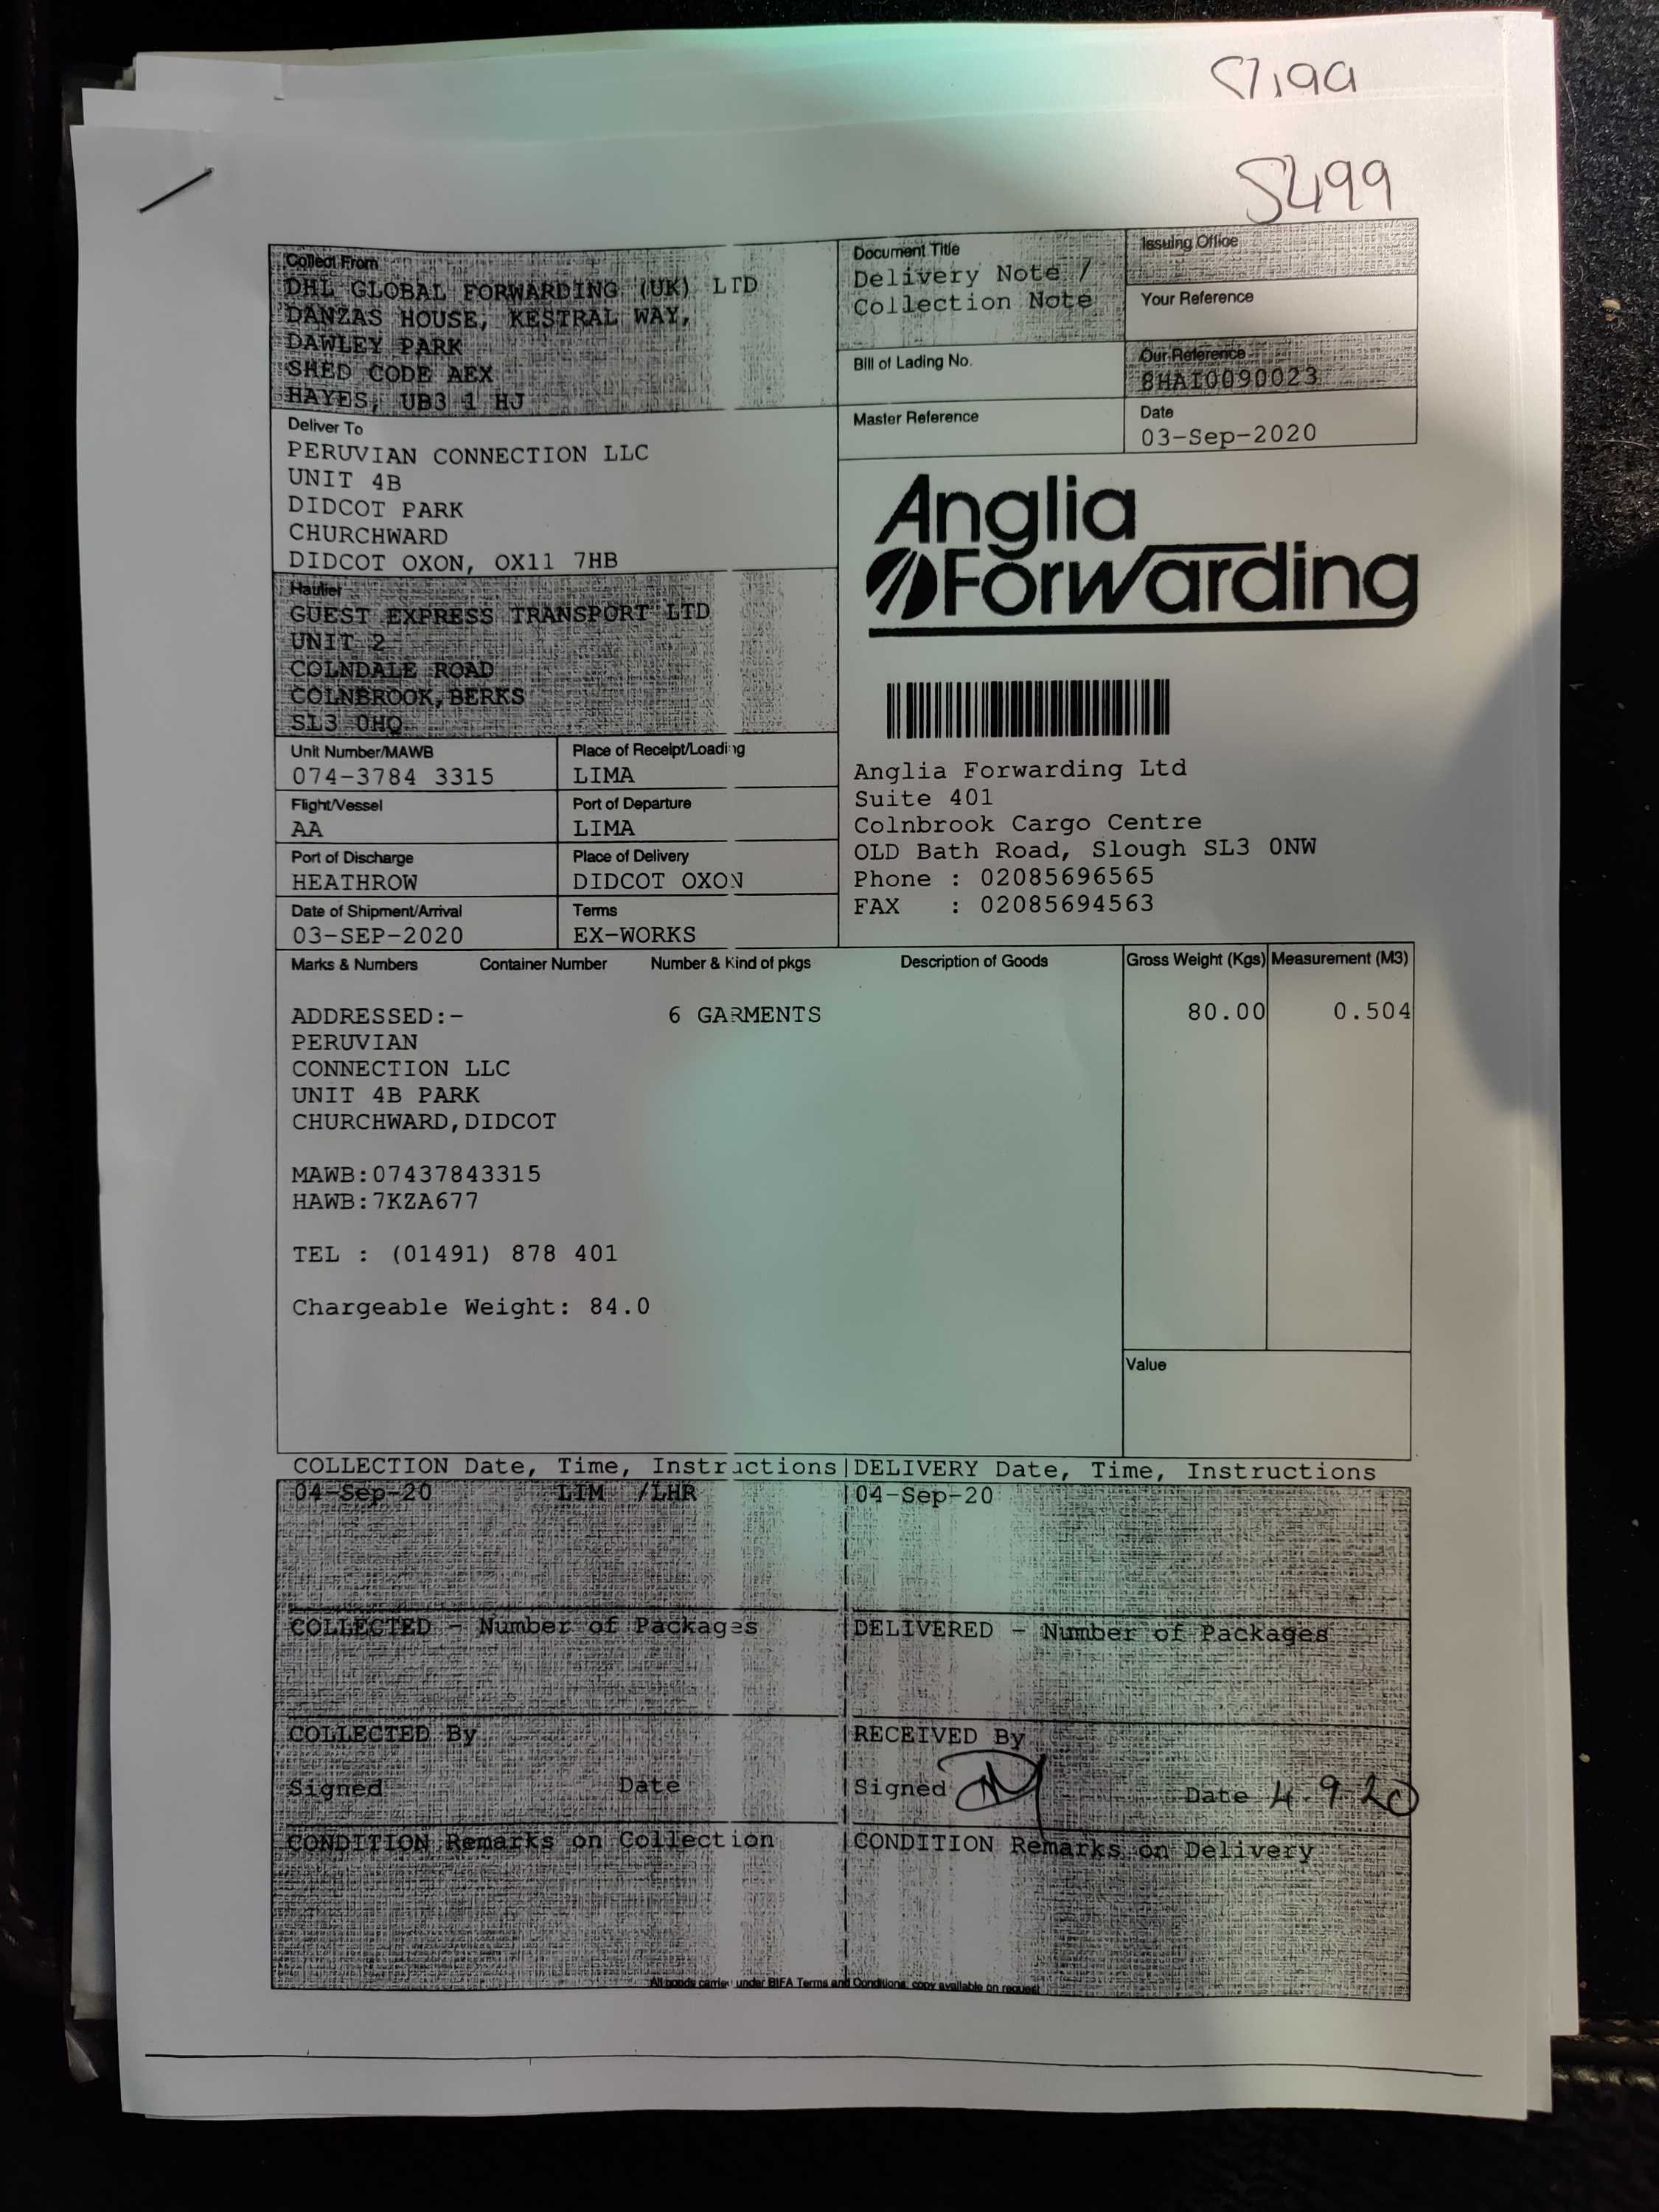 5499
Collect From
DHL GLOBAL FORWARDING (UK) LTD
DANZAS HOUSE, KESTRAL WAY,
DAWLEY PARK
SHED CODE AEX
HAYES, UB3 1 HJ
Document Title
Delivery Note /
Collection Note
Issuing Office
Your Reference
Bill of Lading No.
Our Reference
Master Reference
Date
03-Sep-2020
Deliver To
PERUVIAN CONNECTION LLC
UNIT 4B
DIDCOT PARK
CHURCHWARD
DIDCOT OXON, OX11 7HB
Anglia
Forwarding
Haulier
GUEST EXPRESS TRANSPORT LTD
UNIT 2
COLNDALE ROAD
COLNBROOK, BERKS
SL3 0HQ
Unit Number/MAWB
074-3784 3315
Place of Receipt/Loading
LIMA
Flight/Vessel
AA
Port of Departure
LIMA
Port of Discharge
HEATHROW
Place of Delivery
DIDCOT OXON
Date of Shipment/Arrival
03-SEP-2020
Terms
EX-WORKS
Anglia Forwarding Ltd
Suite 401
Colnbrook Cargo Centre
OLD Bath Road, Slough SL3 0NW
Phone : 02085696565
FAX : 02085694563
Marks & Numbers Container Number Number & Kind of pkgs Description of Goods Gross Weight (Kgs) Measurement (M3)
ADDRESSED:- 6 GARMENTS 80.00 0.504
PERUVIAN
CONNECTION LLC
UNIT 4B PARK
CHURCHWARD, DIDCOT
MAWB:07437843315
HAWB:7KZA677
TEL : (01491) 878 401
Chargeable Weight: 84.0
Value
COLLECTION Date, Time, Instructions|DELIVERY Date, Time, Instructions
04-Sep-20 LIM /LHR |04-Sep-20
COLLECTED - Number of Packages |DELIVERED - Number of Packages
COLLECTED By |RECEIVED By
Signed Date |Signed Date 4.9.20
CONDITION Remarks on Collection |CONDITION Remarks on Delivery
All goods carried under BIFA Terms and Conditions, copy available on request